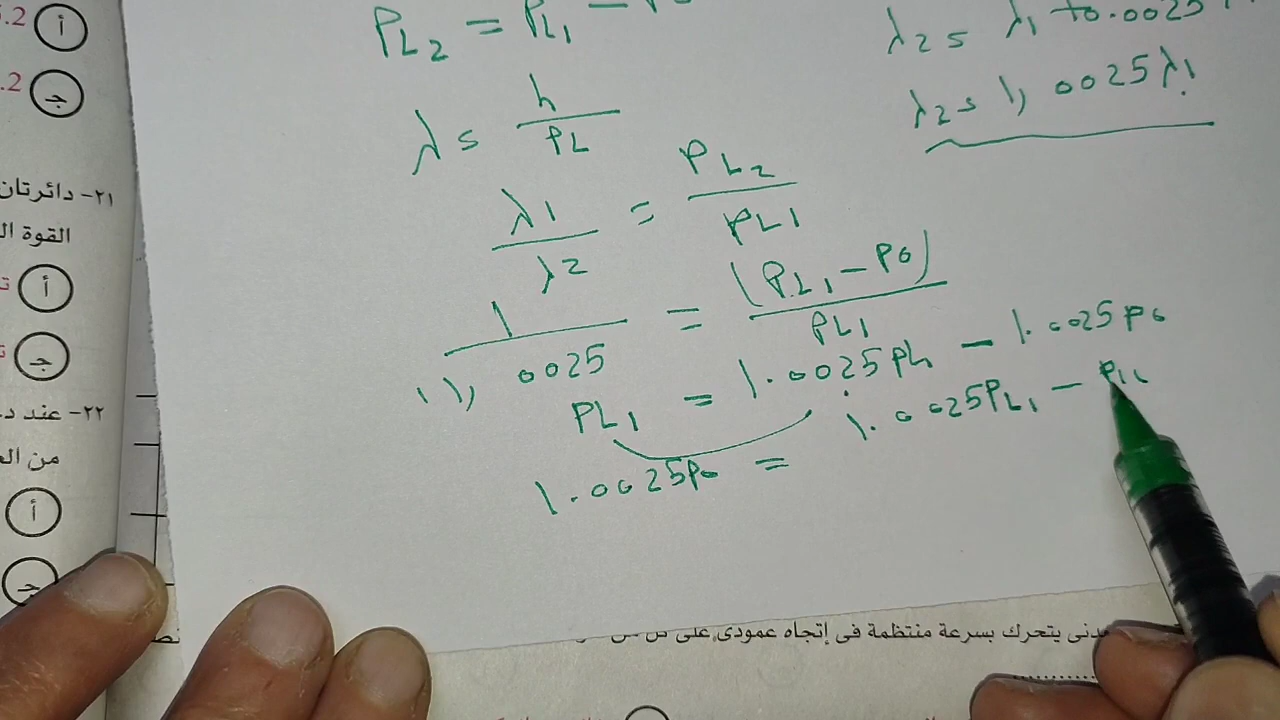 PL2 = PL1 -
λ2 = λ1 +0.0025
λ2 = 1,0025λ1
λ = h/PL
λ1/λ2 = PL2/PL1
1/1,0025 = (PL1 - P0)/PL1
PL1 = 1.0025PL1 - 1.0025P0
1.0025P0 = 1.0025PL1 - PL1
.2
أ
.2
ج
٢١- دائرتان
القوة
أ
ج
٢٢- عند
من
أ
ج
يتحرك بسرعة منتظمة فى إتجاه عمودى على